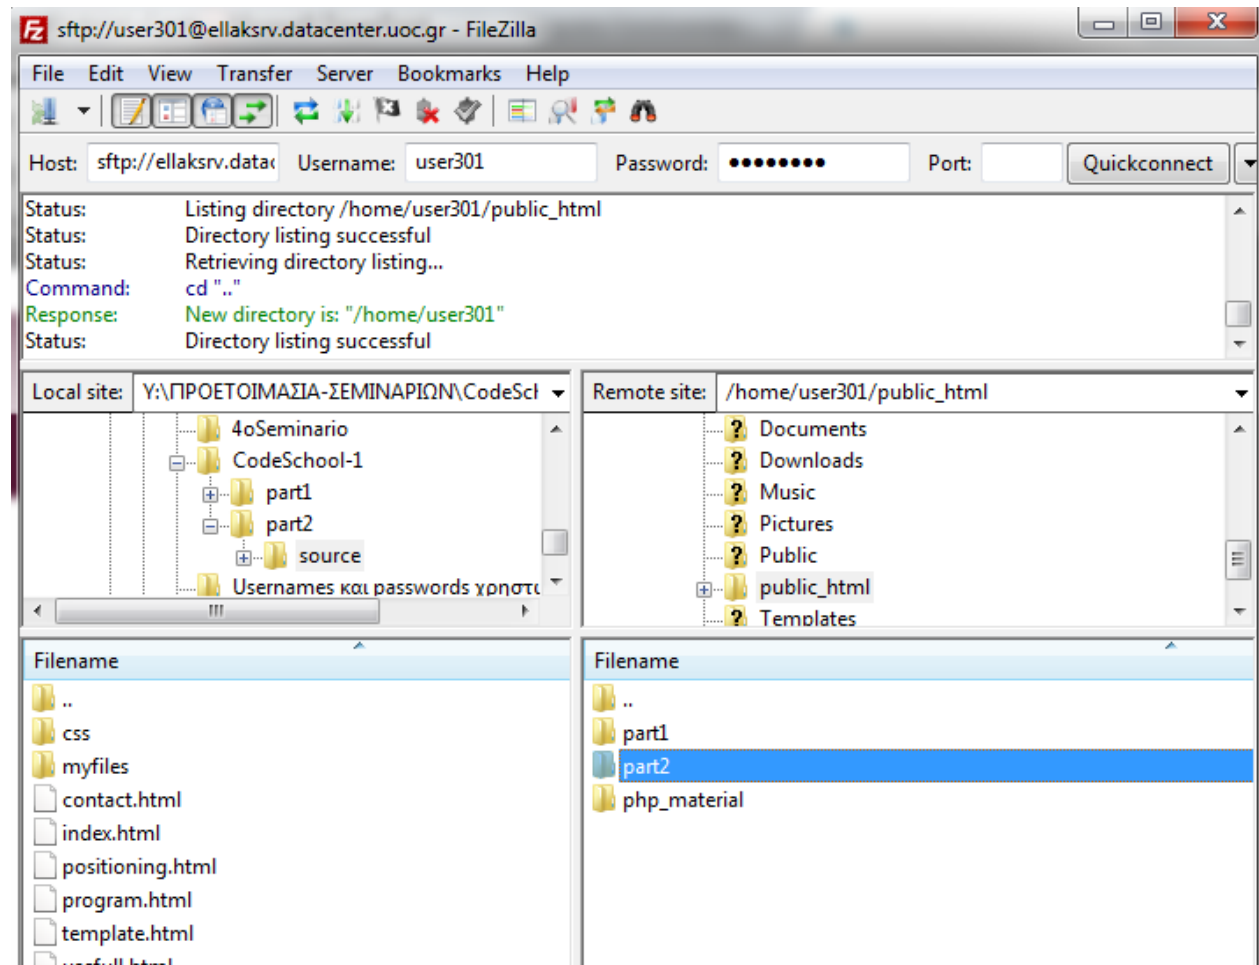 sftp://user301@ellaksrv.datacenter.uoc.gr - FileZilla
File Edit View Transfer Server Bookmarks Help
Host: sftp://ellaksrv.datac Username: user301 Password: ●●●●●●●● Port: Quickconnect
Status: Listing directory /home/user301/public_html
Status: Directory listing successful
Status: Retrieving directory listing...
Command: cd ".."
Response: New directory is: "/home/user301"
Status: Directory listing successful
Local site: Y:\ΠΡΟΕΤΟΙΜΑΣΙΑ-ΣΕΜΙΝΑΡΙΩΝ\CodeScl
4oSeminario
CodeSchool-1
part1
part2
source
Usernames και passwords χρηστώ
Remote site: /home/user301/public_html
Documents
Downloads
Music
Pictures
Public
public_html
Templates
Filename
..
css
myfiles
contact.html
index.html
positioning.html
program.html
template.html
Filename
..
part1
part2
php_material